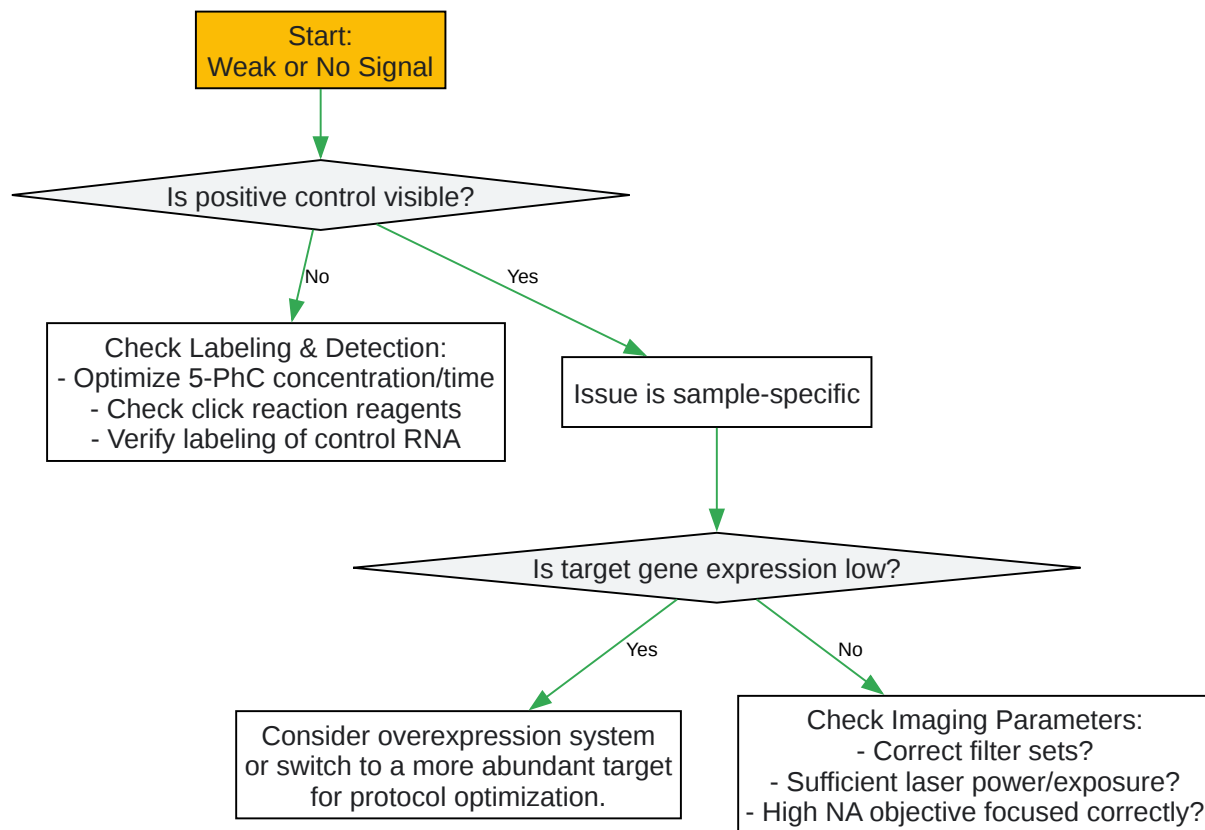 Start:
Weak or No Signal
Is positive control visible?
No
Yes
Check Labeling & Detection:
- Optimize 5-PhC concentration/time
- Check click reaction reagents
- Verify labeling of control RNA
Issue is sample-specific
Is target gene expression low?
Yes
No
Consider overexpression system
or switch to a more abundant target
for protocol optimization.
Check Imaging Parameters:
- Correct filter sets?
- Sufficient laser power/exposure?
- High NA objective focused correctly?